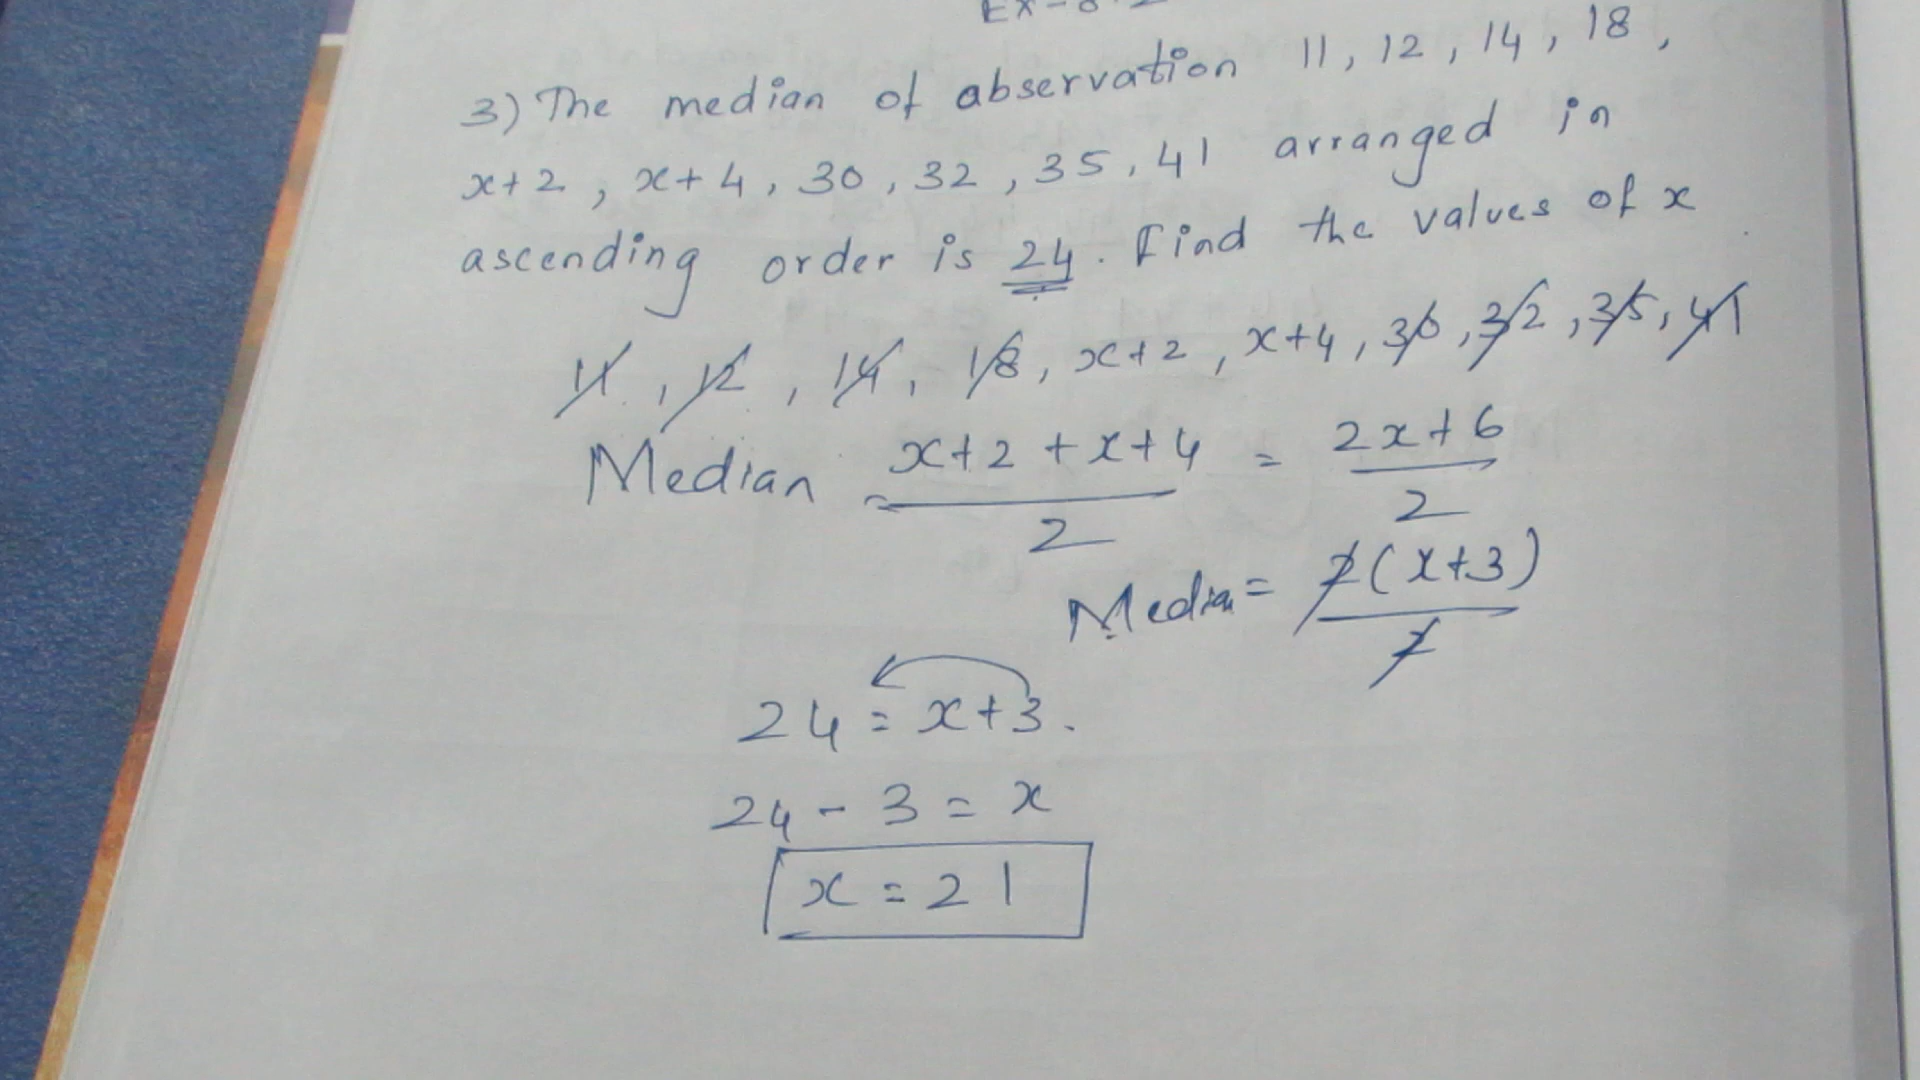 3) The median of abservation 11, 12, 14, 18,
x+2, x+4, 30, 32, 35, 41 arranged in
ascending order is 24. Find the values of x
11, 12, 14, 18, x+2, x+4, 30, 32, 35, 41
Median = x+2+x+4/2 = 2x+6/2
Median = 2(x+3)/2
24 = x+3.
24 - 3 = x
x = 21